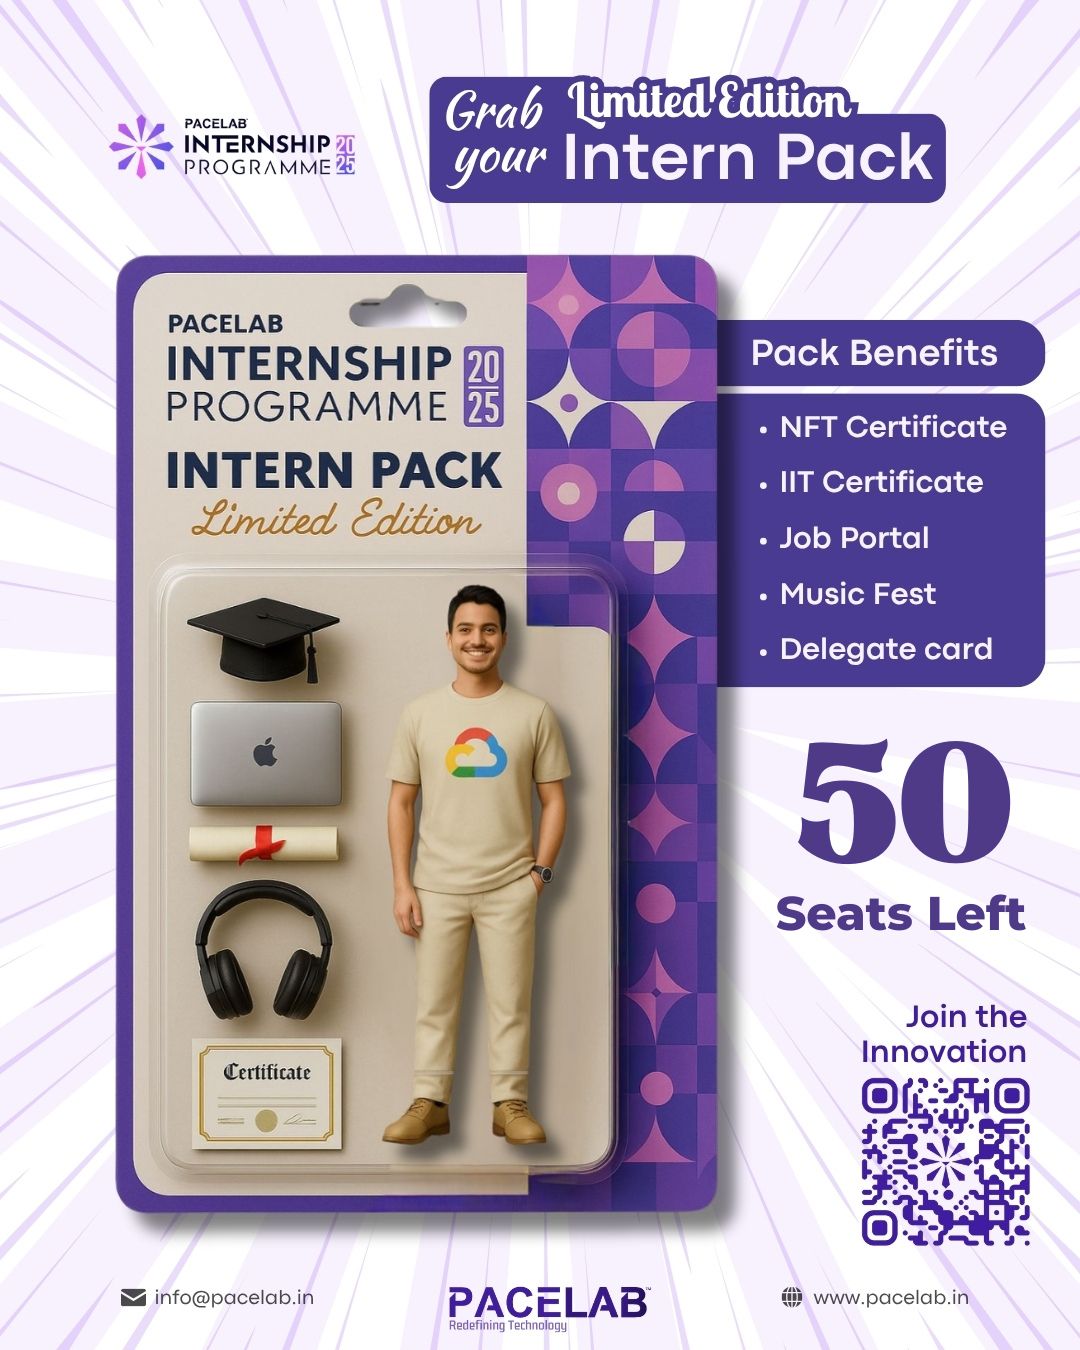 PACELAB
INTERNSHIP
PROGRAMME
20
25
Grab
your
Limited Edition
Intern Pack
PACELAB
INTERNSHIP
PROGRAMME
20
25
INTERN PACK
Limited Edition
Certificate
Pack Benefits
• NFT Certificate
• IIT Certificate
• Job Portal
• Music Fest
• Delegate card
50
Seats Left
Join the
Innovation
info@pacelab.in
PACELAB™
Redefining Technology
www.pacelab.in